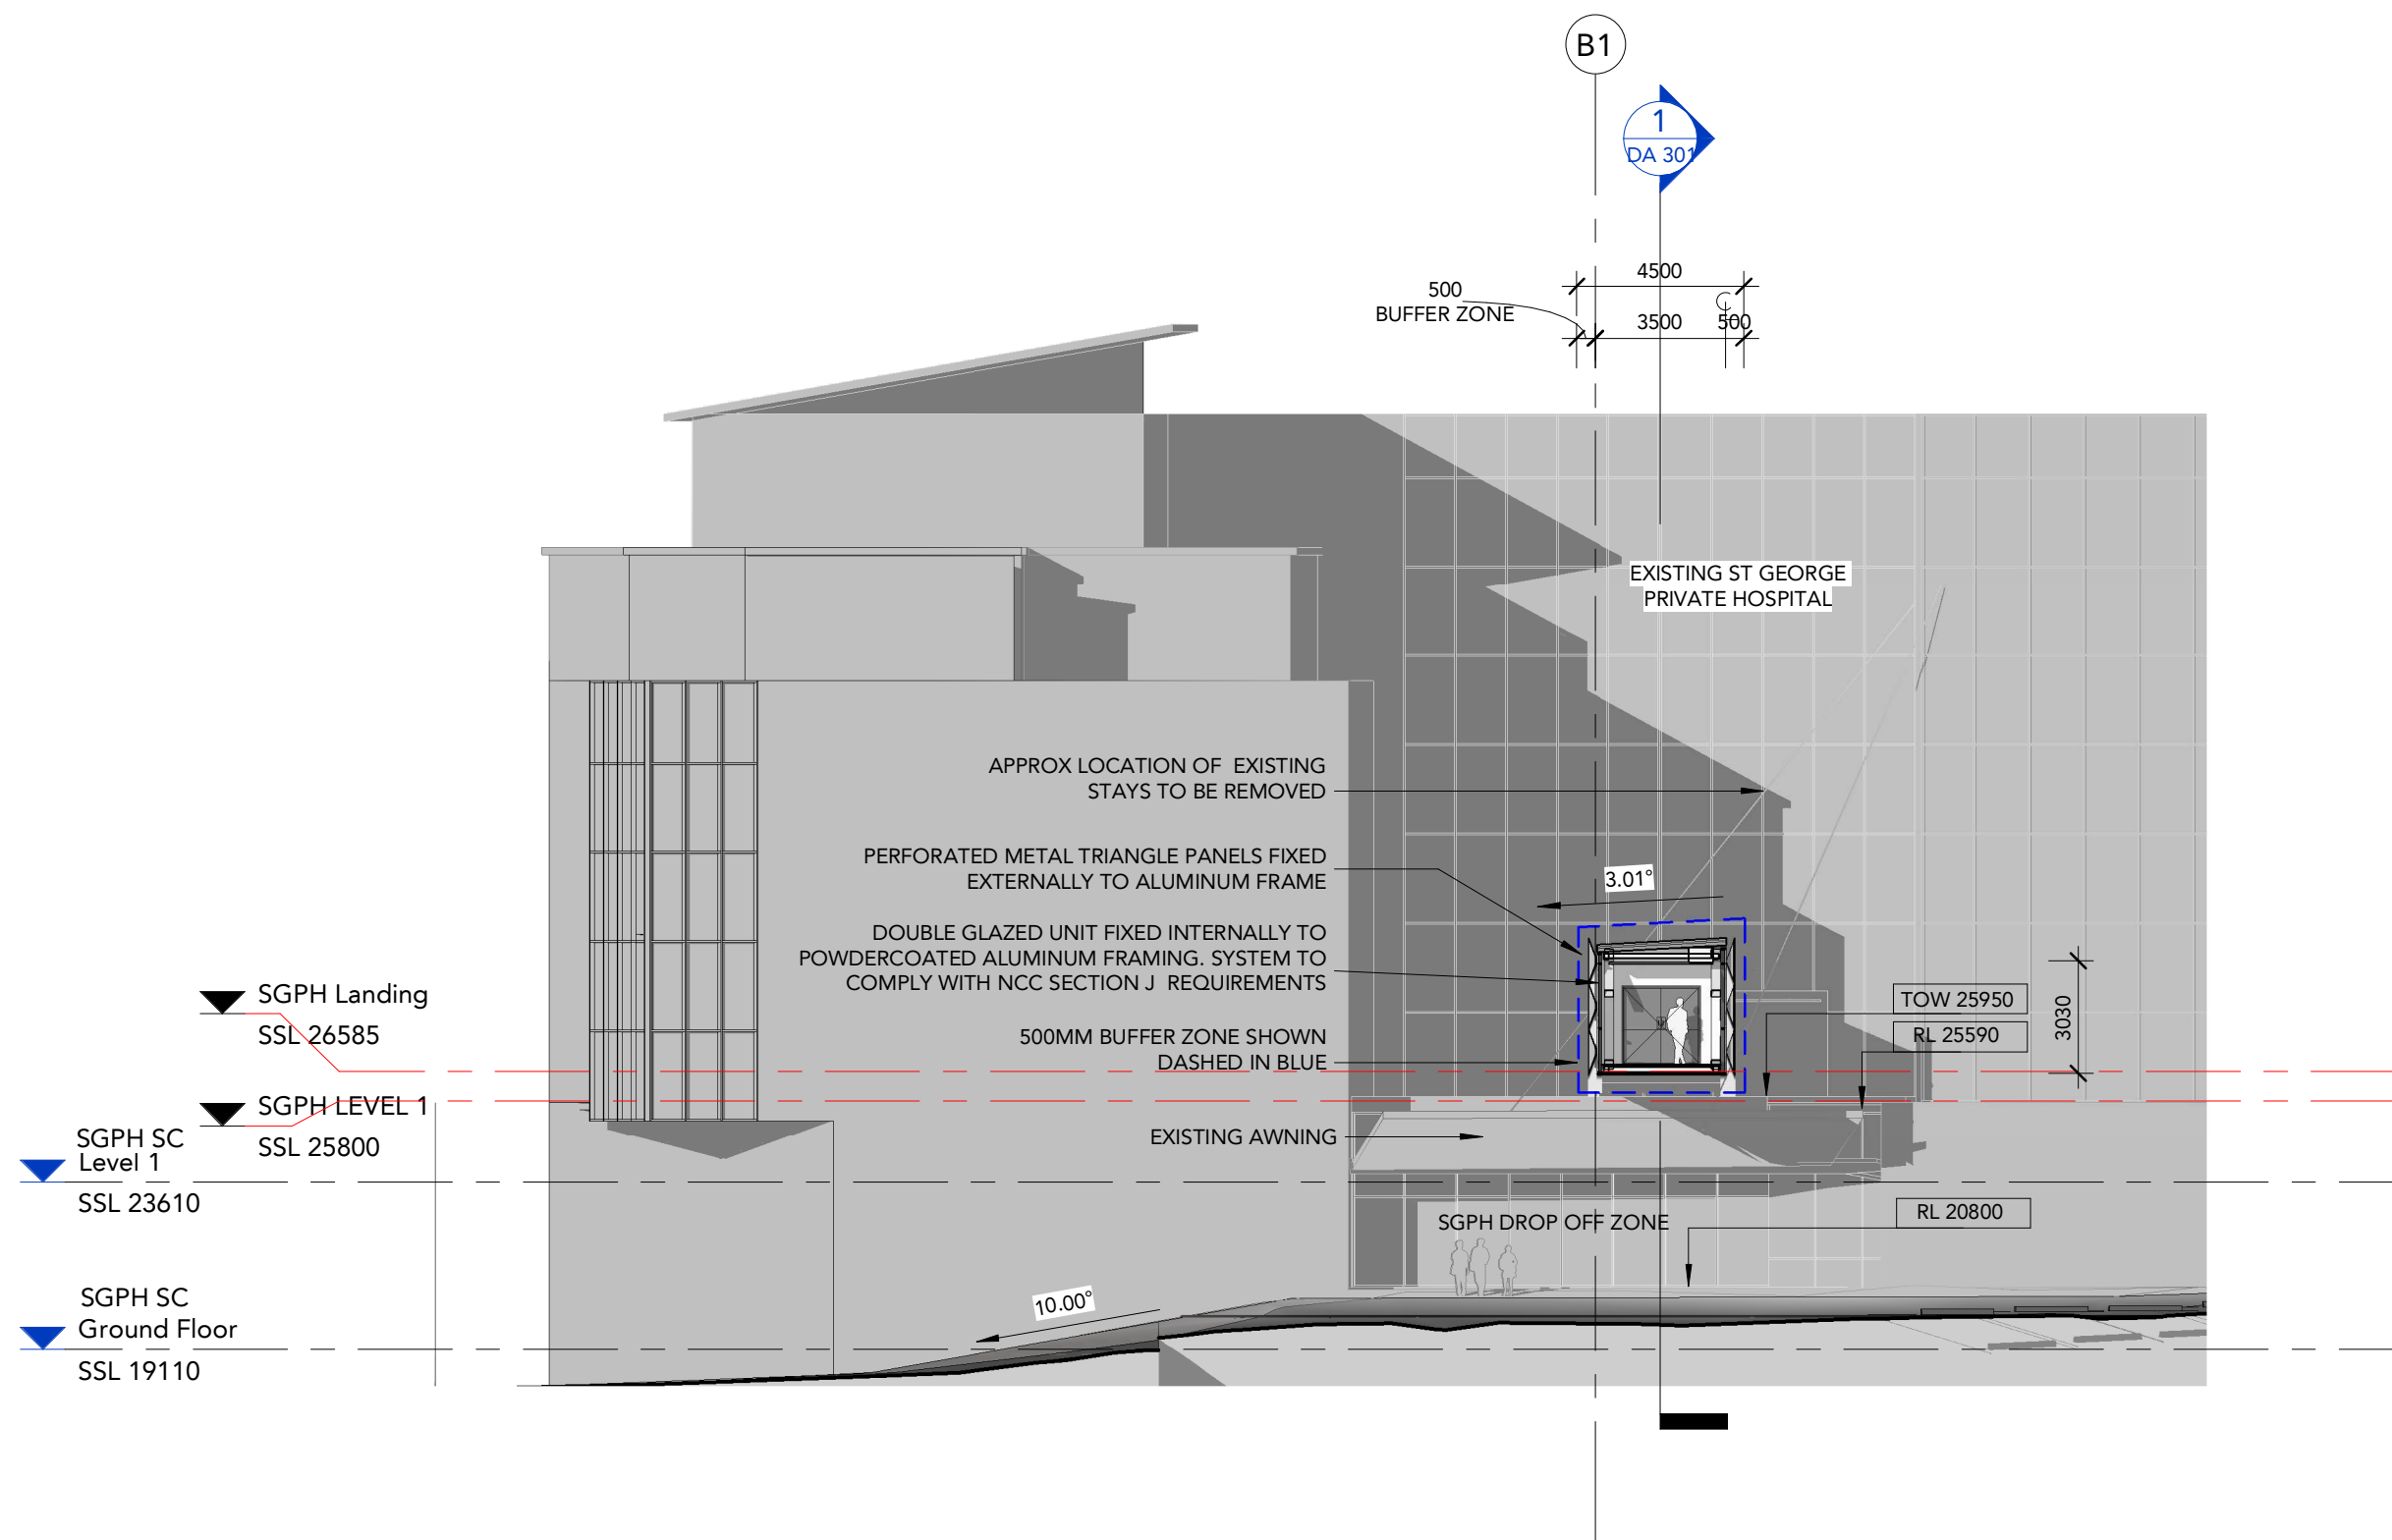 B1
1
DA 301
4500
500
BUFFER ZONE
3500
500
EXISTING ST GEORGE
PRIVATE HOSPITAL
APPROX LOCATION OF EXISTING
STAYS TO BE REMOVED
PERFORATED METAL TRIANGLE PANELS FIXED
EXTERNALLY TO ALUMINUM FRAME
3.01°
DOUBLE GLAZED UNIT FIXED INTERNALLY TO
POWDERCOATED ALUMINUM FRAMING. SYSTEM TO
COMPLY WITH NCC SECTION J REQUIREMENTS
500MM BUFFER ZONE SHOWN
DASHED IN BLUE
TOW 25950
RL 25590
3030
SGPH Landing
SSL 26585
SGPH LEVEL 1
SSL 25800
EXISTING AWNING
SGPH SC
Level 1
SSL 23610
SGPH DROP OFF ZONE
RL 20800
10.00°
SGPH SC
Ground Floor
SSL 19110